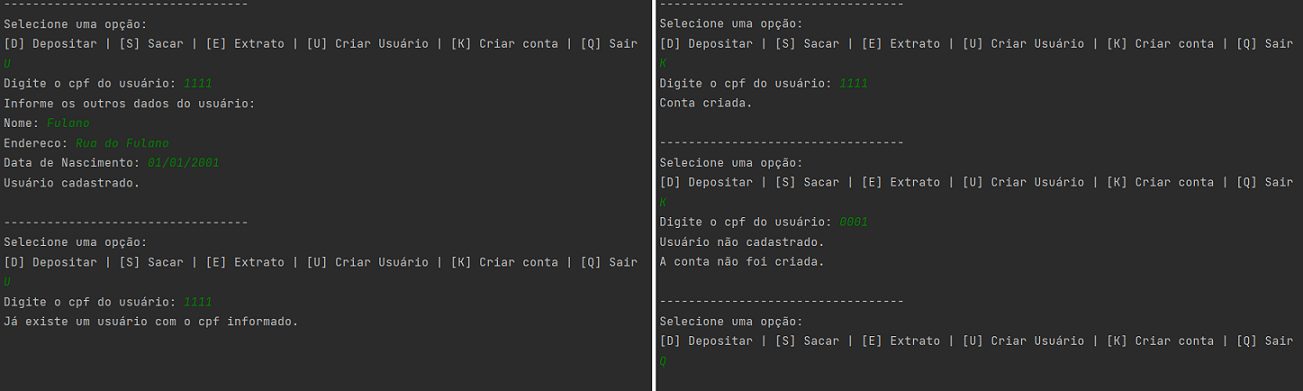 ----------------------------------
Selecione uma opção:
[D] Depositar | [S] Sacar | [E] Extrato | [U] Criar Usuário | [K] Criar conta | [Q] Sair
U
Digite o cpf do usuário: 1111
Informe os outros dados do usuário:
Nome: Fulano
Endereco: Rua do Fulano
Data de Nascimento: 01/01/2001
Usuário cadastrado.
----------------------------------
Selecione uma opção:
[D] Depositar | [S] Sacar | [E] Extrato | [U] Criar Usuário | [K] Criar conta | [Q] Sair
U
Digite o cpf do usuário: 1111
Já existe um usuário com o cpf informado.
----------------------------------
Selecione uma opção:
[D] Depositar | [S] Sacar | [E] Extrato | [U] Criar Usuário | [K] Criar conta | [Q] Sair
K
Digite o cpf do usuário: 1111
Conta criada.
----------------------------------
Selecione uma opção:
[D] Depositar | [S] Sacar | [E] Extrato | [U] Criar Usuário | [K] Criar conta | [Q] Sair
K
Digite o cpf do usuário: 0001
Usuário não cadastrado.
A conta não foi criada.
----------------------------------
Selecione uma opção:
[D] Depositar | [S] Sacar | [E] Extrato | [U] Criar Usuário | [K] Criar conta | [Q] Sair
Q